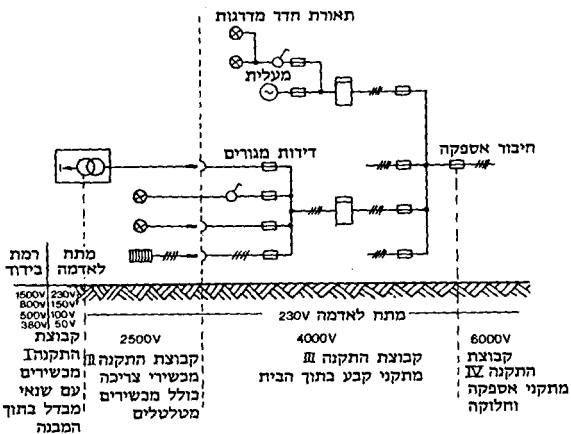 תאורת חדר מדרגות
מעלית
חיבור אספקה
דירות מגורים
רמת
בידוד
מתח
לאדמה
1500V 230V
800V 150V
500V 100V
380V 50V
מתח לאדמה 230V
6000V
קבוצת
התקנה IV
מתקני אספקה
וחלוקה
4000V
קבוצת התקנה III
מתקני קבע בתוך הבית
2500V
קבוצת התקנה II
מכשירי צריכה
כולל מכשירים
מטלטלים
קבוצת
התקנה I
מכשירים
עם שנאי
מבדל בתוך
המבנה